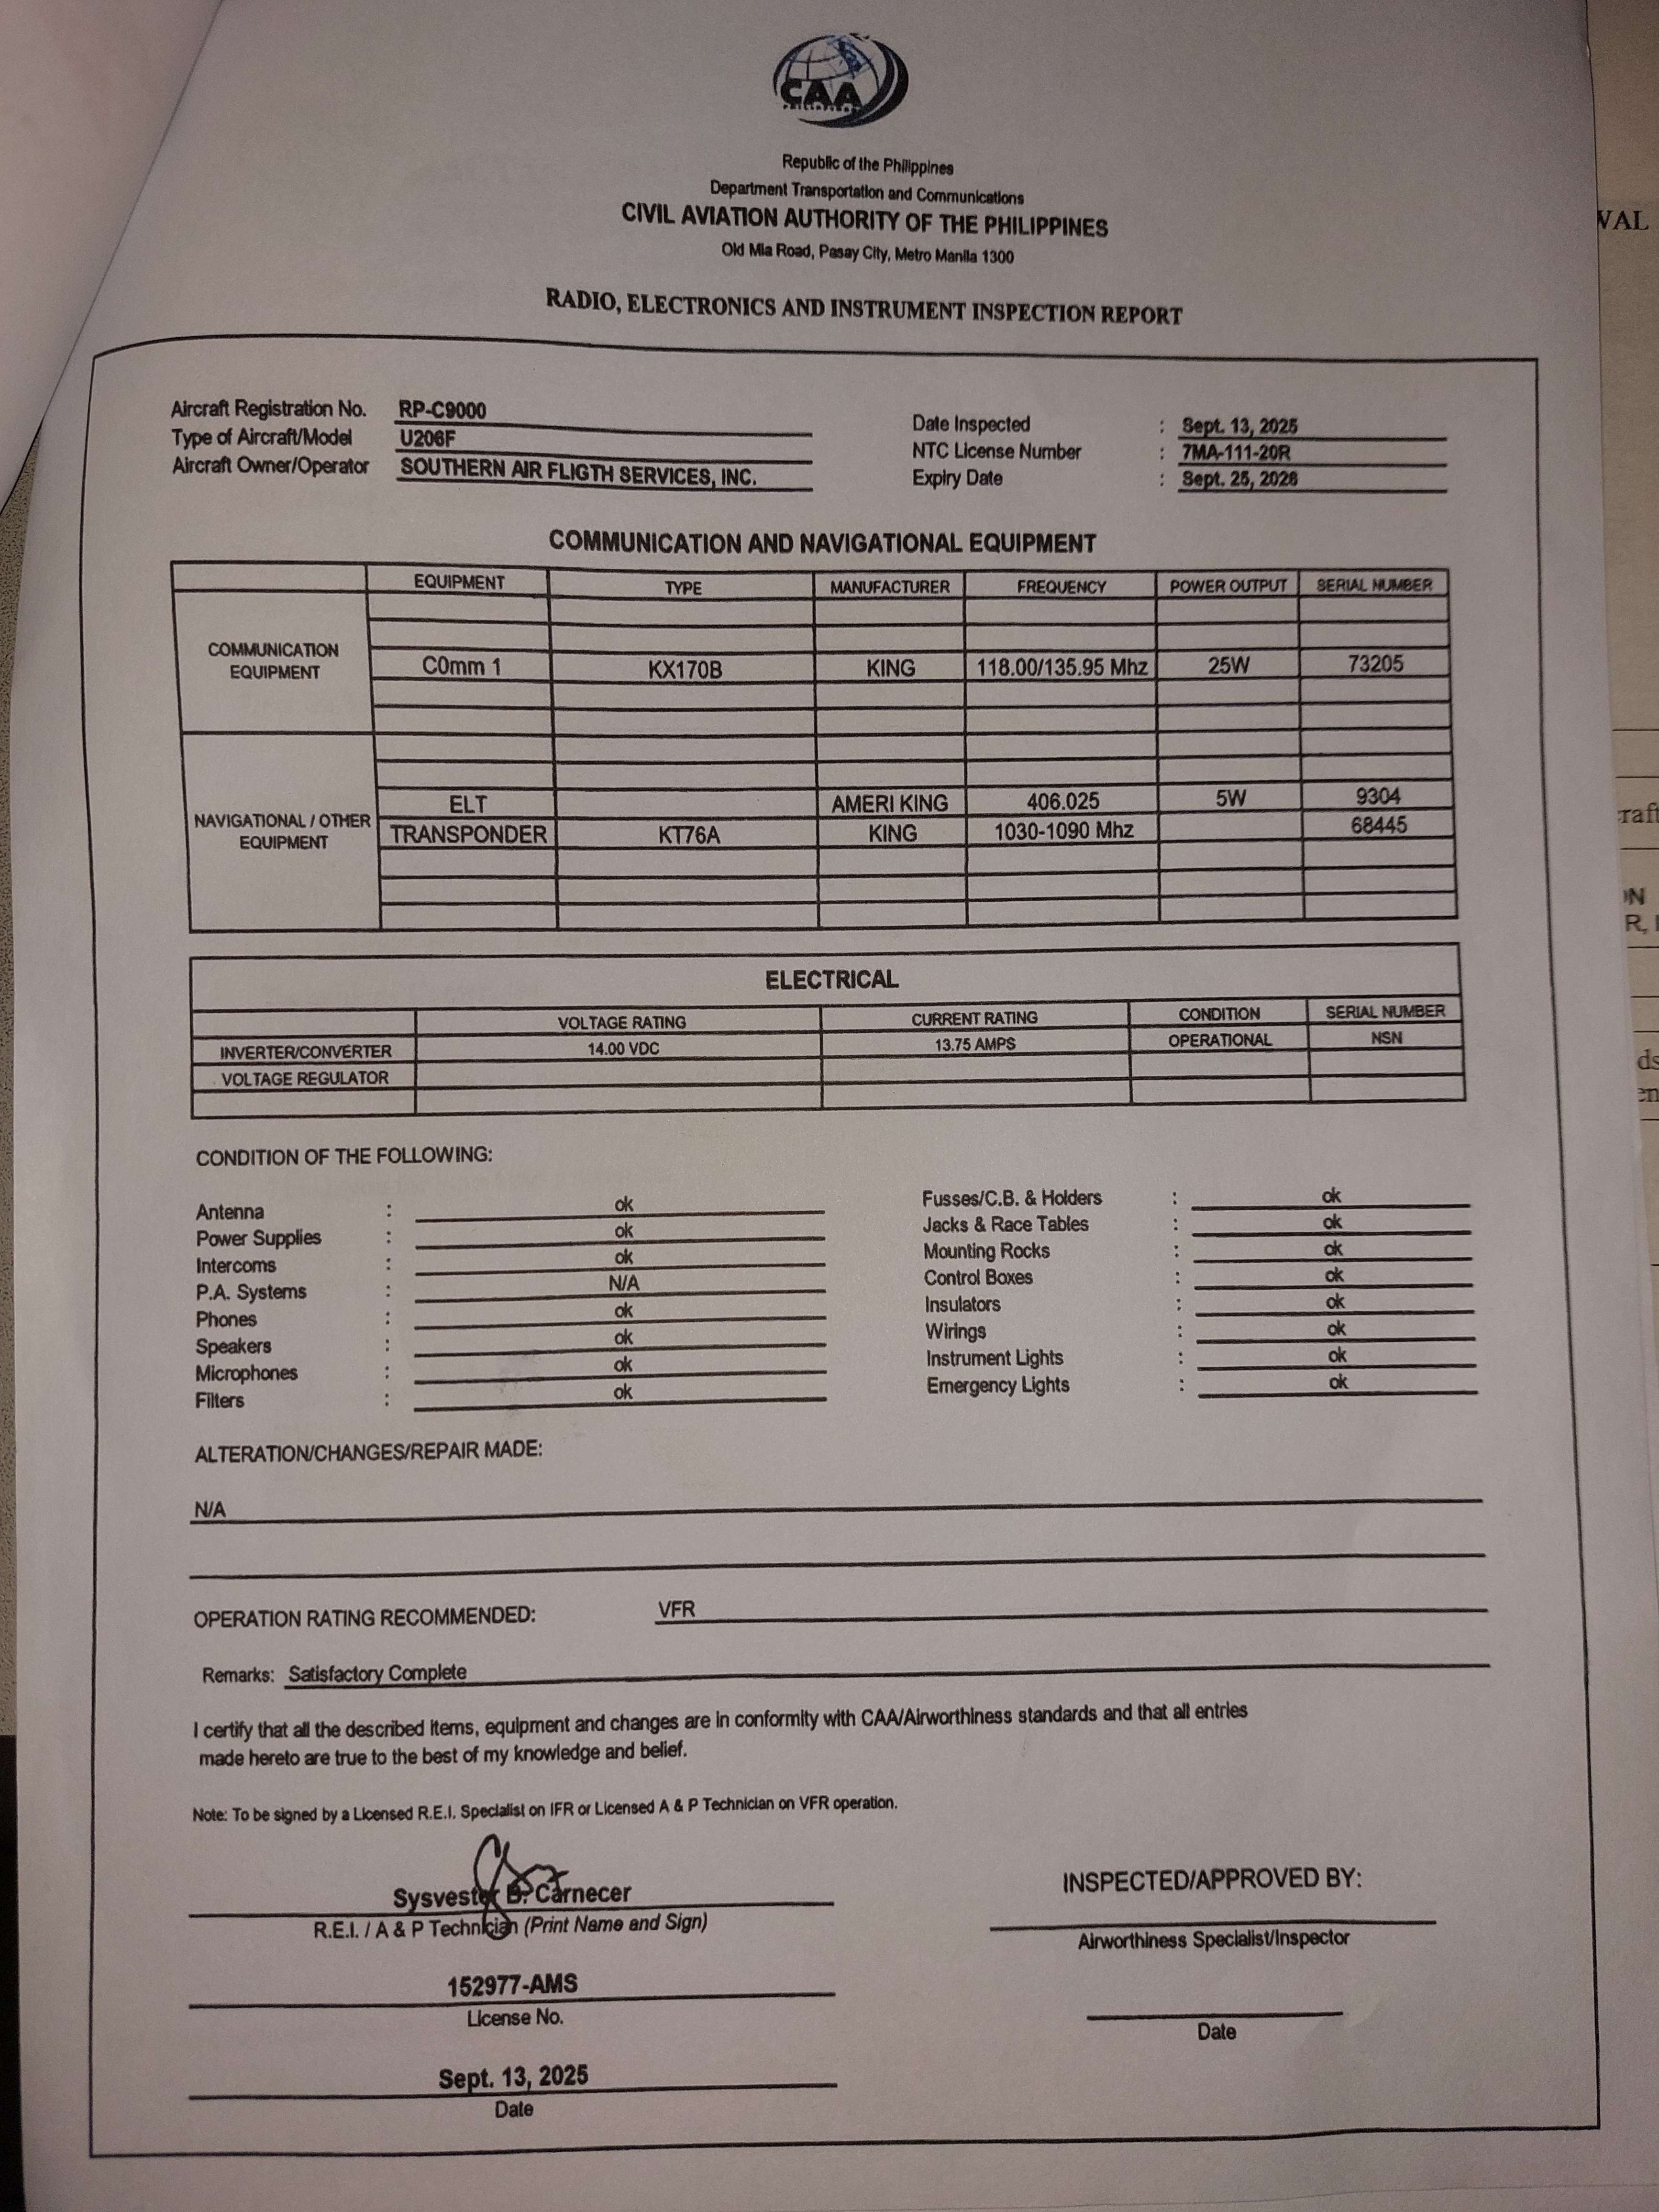 CAA
PHILIPPINES
Republic of the Philippines
Department Transportation and Communications
CIVIL AVIATION AUTHORITY OF THE PHILIPPINES
Old Mia Road, Pasay City, Metro Manila 1300
RADIO, ELECTRONICS AND INSTRUMENT INSPECTION REPORT
Aircraft Registration No. RP-C9000
Type of Aircraft/Model U206F
Aircraft Owner/Operator SOUTHERN AIR FLIGTH SERVICES, INC.
Date Inspected : Sept. 13, 2025
NTC License Number : 7MA-111-20R
Expiry Date : Sept. 25, 2028
COMMUNICATION AND NAVIGATIONAL EQUIPMENT
EQUIPMENT TYPE MANUFACTURER FREQUENCY POWER OUTPUT SERIAL NUMBER
COMMUNICATION
EQUIPMENT
C0mm 1 KX170B KING 118.00/135.95 Mhz 25W 73205
NAVIGATIONAL / OTHER
EQUIPMENT
ELT AMERI KING 406.025 5W 9304
TRANSPONDER KT76A KING 1030-1090 Mhz 68445
ELECTRICAL
VOLTAGE RATING CURRENT RATING CONDITION SERIAL NUMBER
INVERTER/CONVERTER 14.00 VDC 13.75 AMPS OPERATIONAL NSN
VOLTAGE REGULATOR
CONDITION OF THE FOLLOWING:
Antenna : ok
Power Supplies : ok
Intercoms : ok
P.A. Systems : N/A
Phones : ok
Speakers : ok
Microphones : ok
Filters : ok
Fusses/C.B. & Holders : ok
Jacks & Race Tables : ok
Mounting Rocks : ok
Control Boxes : ok
Insulators : ok
Wirings : ok
Instrument Lights : ok
Emergency Lights : ok
ALTERATION/CHANGES/REPAIR MADE:
N/A
OPERATION RATING RECOMMENDED: VFR
Remarks: Satisfactory Complete
I certify that all the described items, equipment and changes are in conformity with CAA/Airworthiness standards and that all entries
made hereto are true to the best of my knowledge and belief.
Note: To be signed by a Licensed R.E.I. Specialist on IFR or Licensed A & P Technician on VFR operation.
Sysvester B. Carnecer
R.E.I. / A & P Technician (Print Name and Sign)
152977-AMS
License No.
Sept. 13, 2025
Date
INSPECTED/APPROVED BY:
Airworthiness Specialist/Inspector
Date